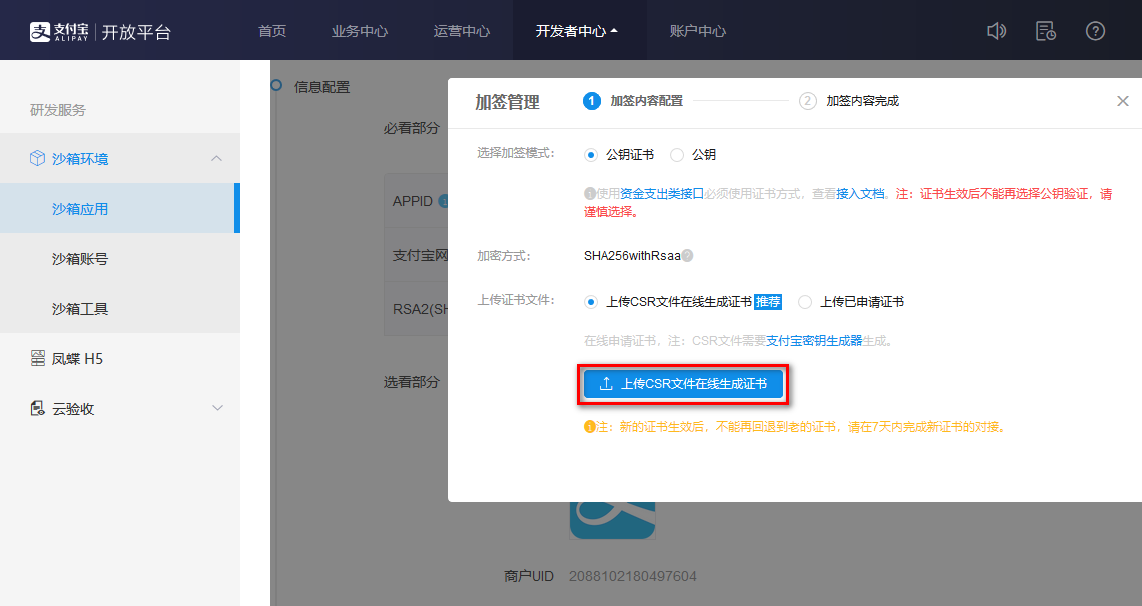 支付宝 ALIPAY 开放平台 首页 业务中心 运营中心 开发者中心 账户中心
研发服务
沙箱环境
沙箱应用
沙箱账号
沙箱工具
凤蝶 H5
云验收
信息配置
必看部分
APPID
支付宝网
RSA2(SH
选看部分
加签管理 1 加签内容配置 2 加签内容完成
选择加签模式: 公钥证书 公钥
使用资金支出类接口必须使用证书方式，查看接入文档。注：证书生效后不能再选择公钥验证，请
谨慎选择。
加密方式: SHA256withRsaa
上传证书文件: 上传CSR文件在线生成证书 推荐 上传已申请证书
在线申请证书，注：CSR文件需要支付宝密钥生成器生成。
上传CSR文件在线生成证书
注：新的证书生效后，不能再回退到老的证书，请在7天内完成新证书的对接。
商户UID 2088102180497604